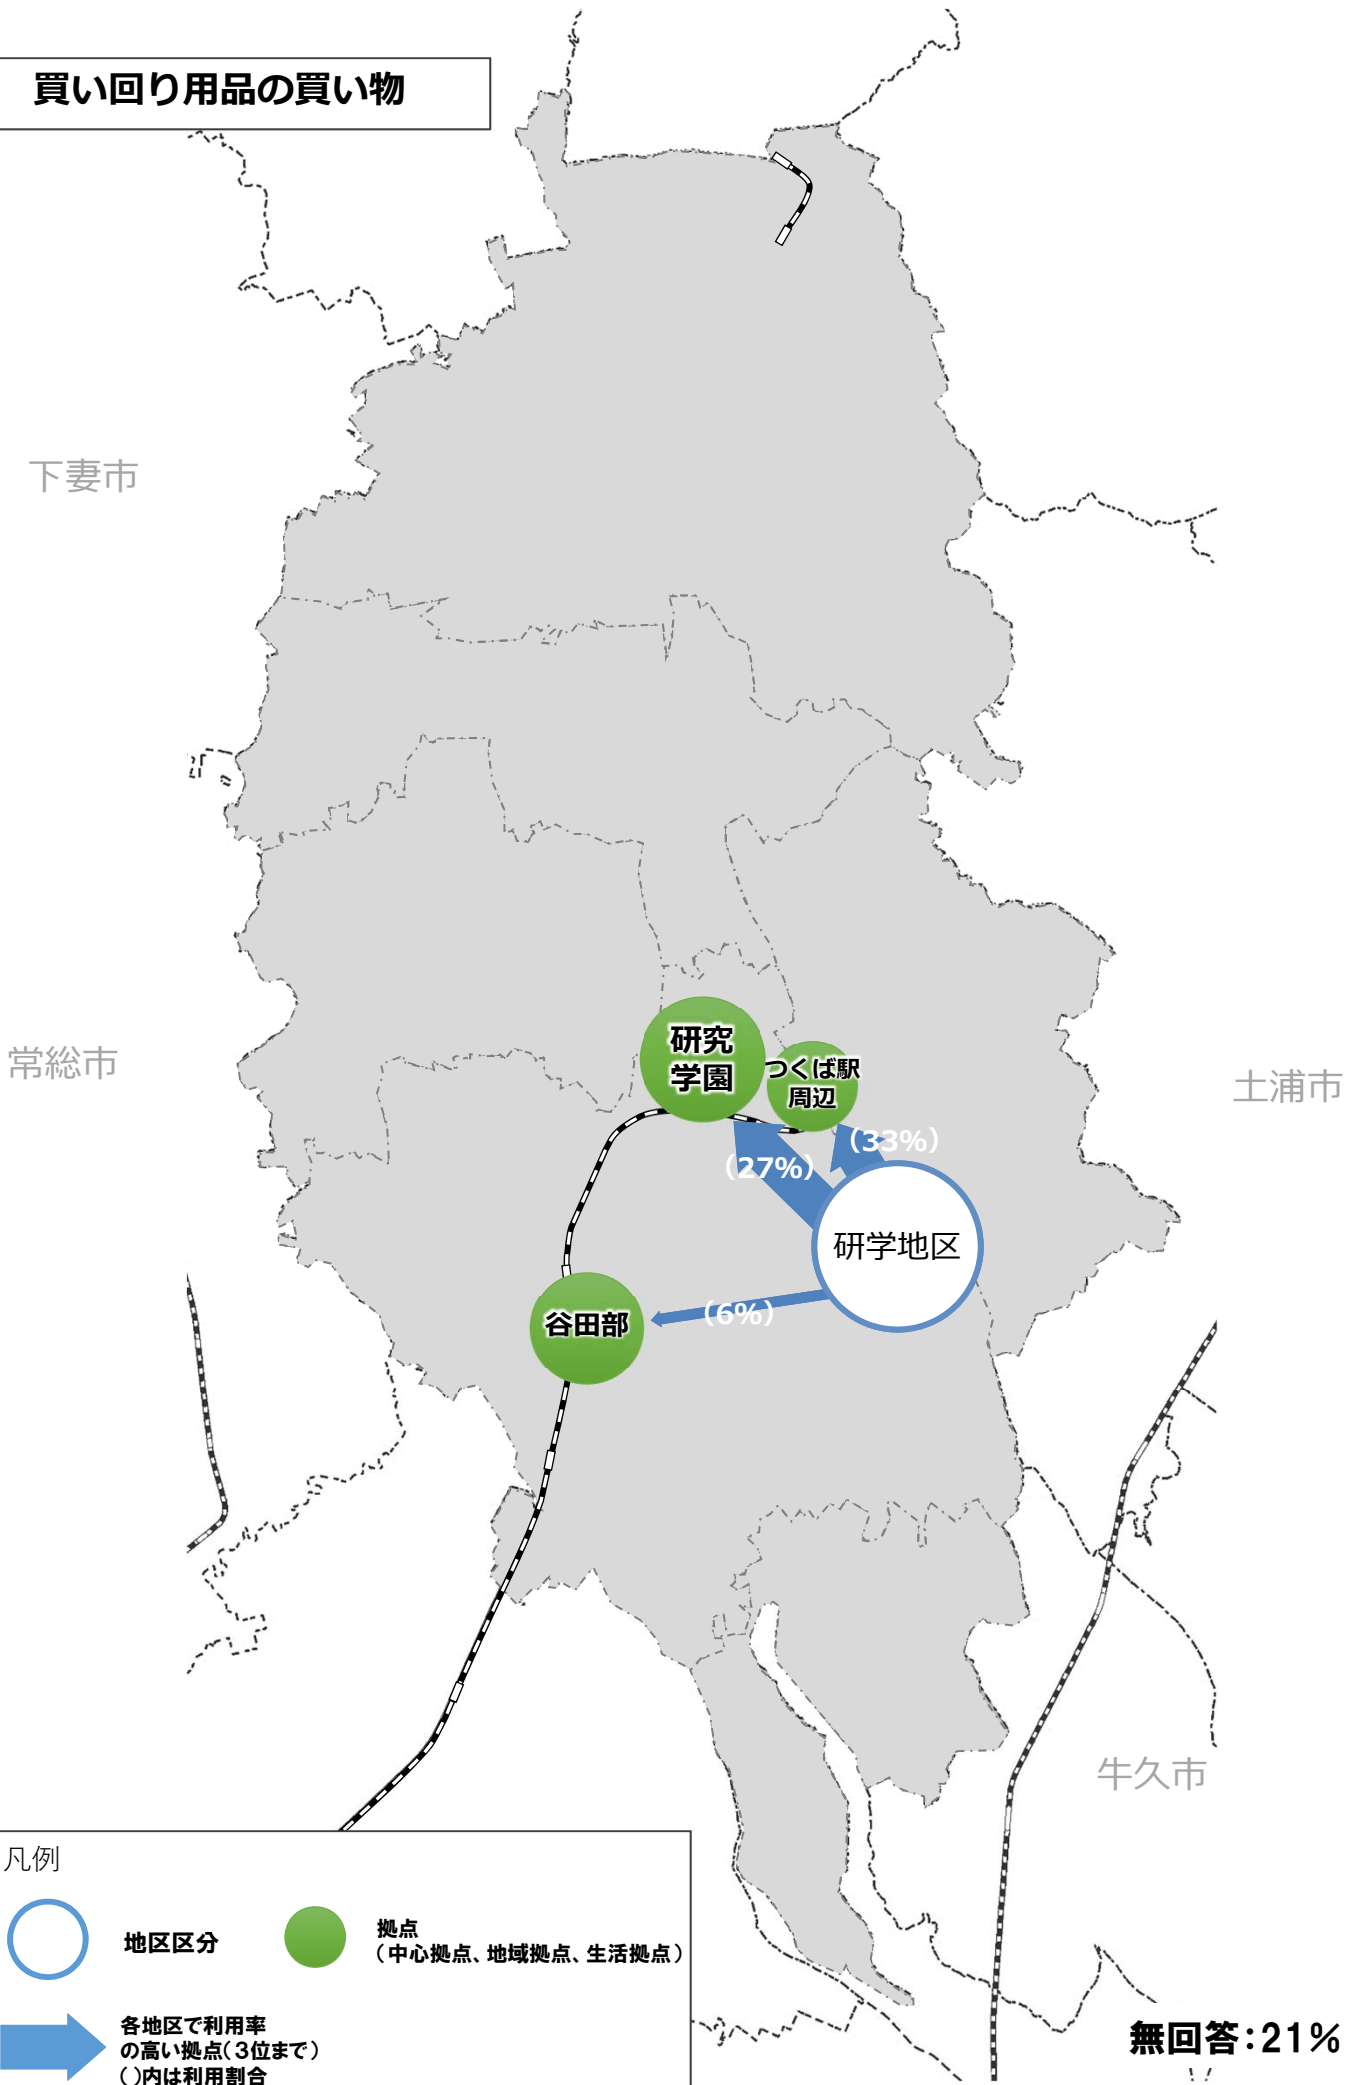 買い回り用品の買い物
下妻市
常総市
土浦市
研究
学園
つくば駅
周辺
（33%）
（27%）
研学地区
谷田部
（6%）
牛久市
凡例
地区区分
拠点
（中心拠点、地域拠点、生活拠点）
各地区で利用率
の高い拠点（3位まで）
（）内は利用割合
無回答：21％